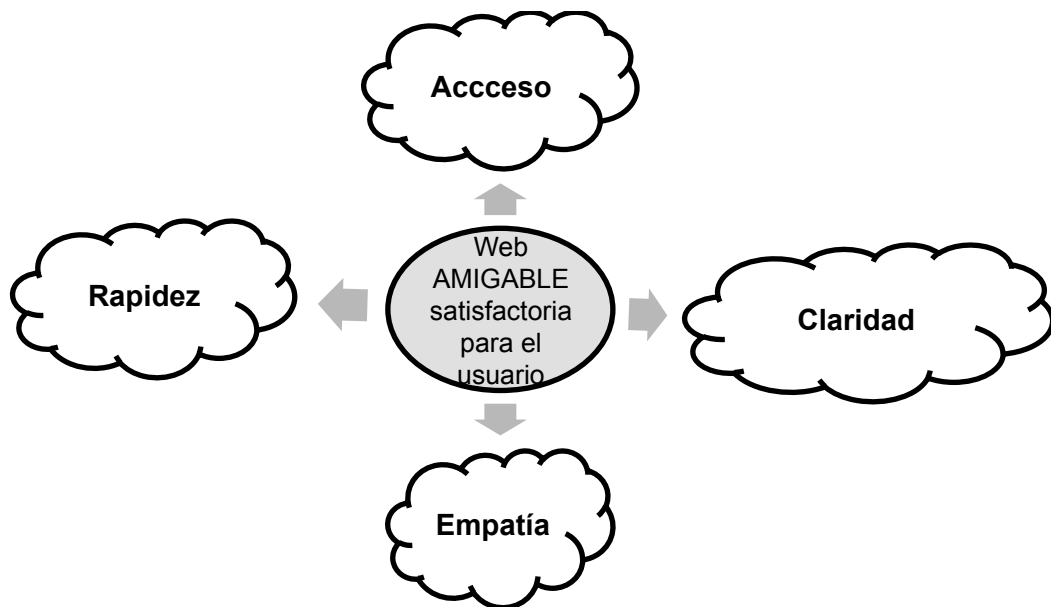 Accceso
Rapidez
Web
AMIGABLE
satisfactoria
para el
usuario
Claridad
Empatía